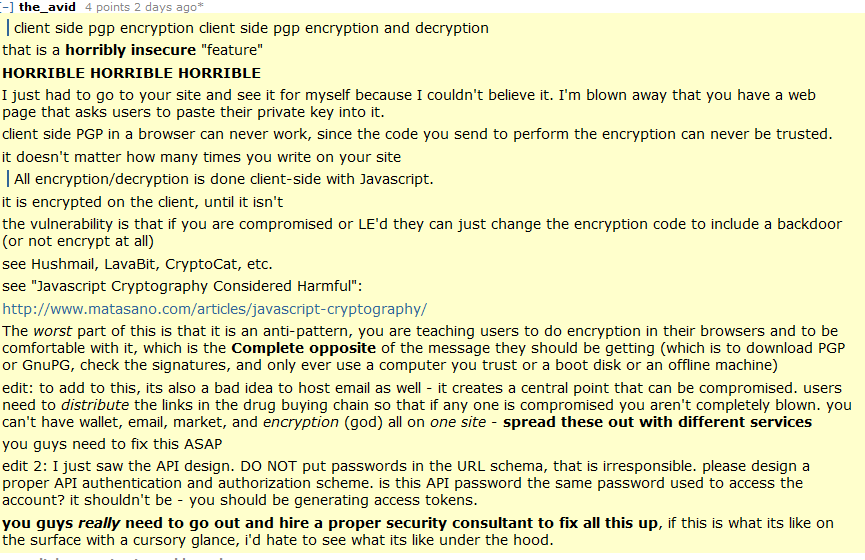 [–] the_avid 4 points 2 days ago*
client side pgp encryption client side pgp encryption and decryption
that is a horribly insecure "feature"
HORRIBLE HORRIBLE HORRIBLE
I just had to go to your site and see it for myself because I couldn't believe it. I'm blown away that you have a web
page that asks users to paste their private key into it.
client side PGP in a browser can never work, since the code you send to perform the encryption can never be trusted.
it doesn't matter how many times you write on your site
All encryption/decryption is done client-side with Javascript.
it is encrypted on the client, until it isn't
the vulnerability is that if you are compromised or LE'd they can just change the encryption code to include a backdoor
(or not encrypt at all)
see Hushmail, LavaBit, CryptoCat, etc.
see "Javascript Cryptography Considered Harmful":
http://www.matasano.com/articles/javascript-cryptography/
The worst part of this is that it is an anti-pattern, you are teaching users to do encryption in their browsers and to be
comfortable with it, which is the Complete opposite of the message they should be getting (which is to download PGP
or GnuPG, check the signatures, and only ever use a computer you trust or a boot disk or an offline machine)
edit: to add to this, its also a bad idea to host email as well - it creates a central point that can be compromised. users
need to distribute the links in the drug buying chain so that if any one is compromised you aren't completely blown. you
can't have wallet, email, market, and encryption (god) all on one site - spread these out with different services
you guys need to fix this ASAP
edit 2: I just saw the API design. DO NOT put passwords in the URL schema, that is irresponsible. please design a
proper API authentication and authorization scheme. is this API password the same password used to access the
account? it shouldn't be - you should be generating access tokens.
you guys really need to go out and hire a proper security consultant to fix all this up, if this is what its like on
the surface with a cursory glance, i'd hate to see what its like under the hood.